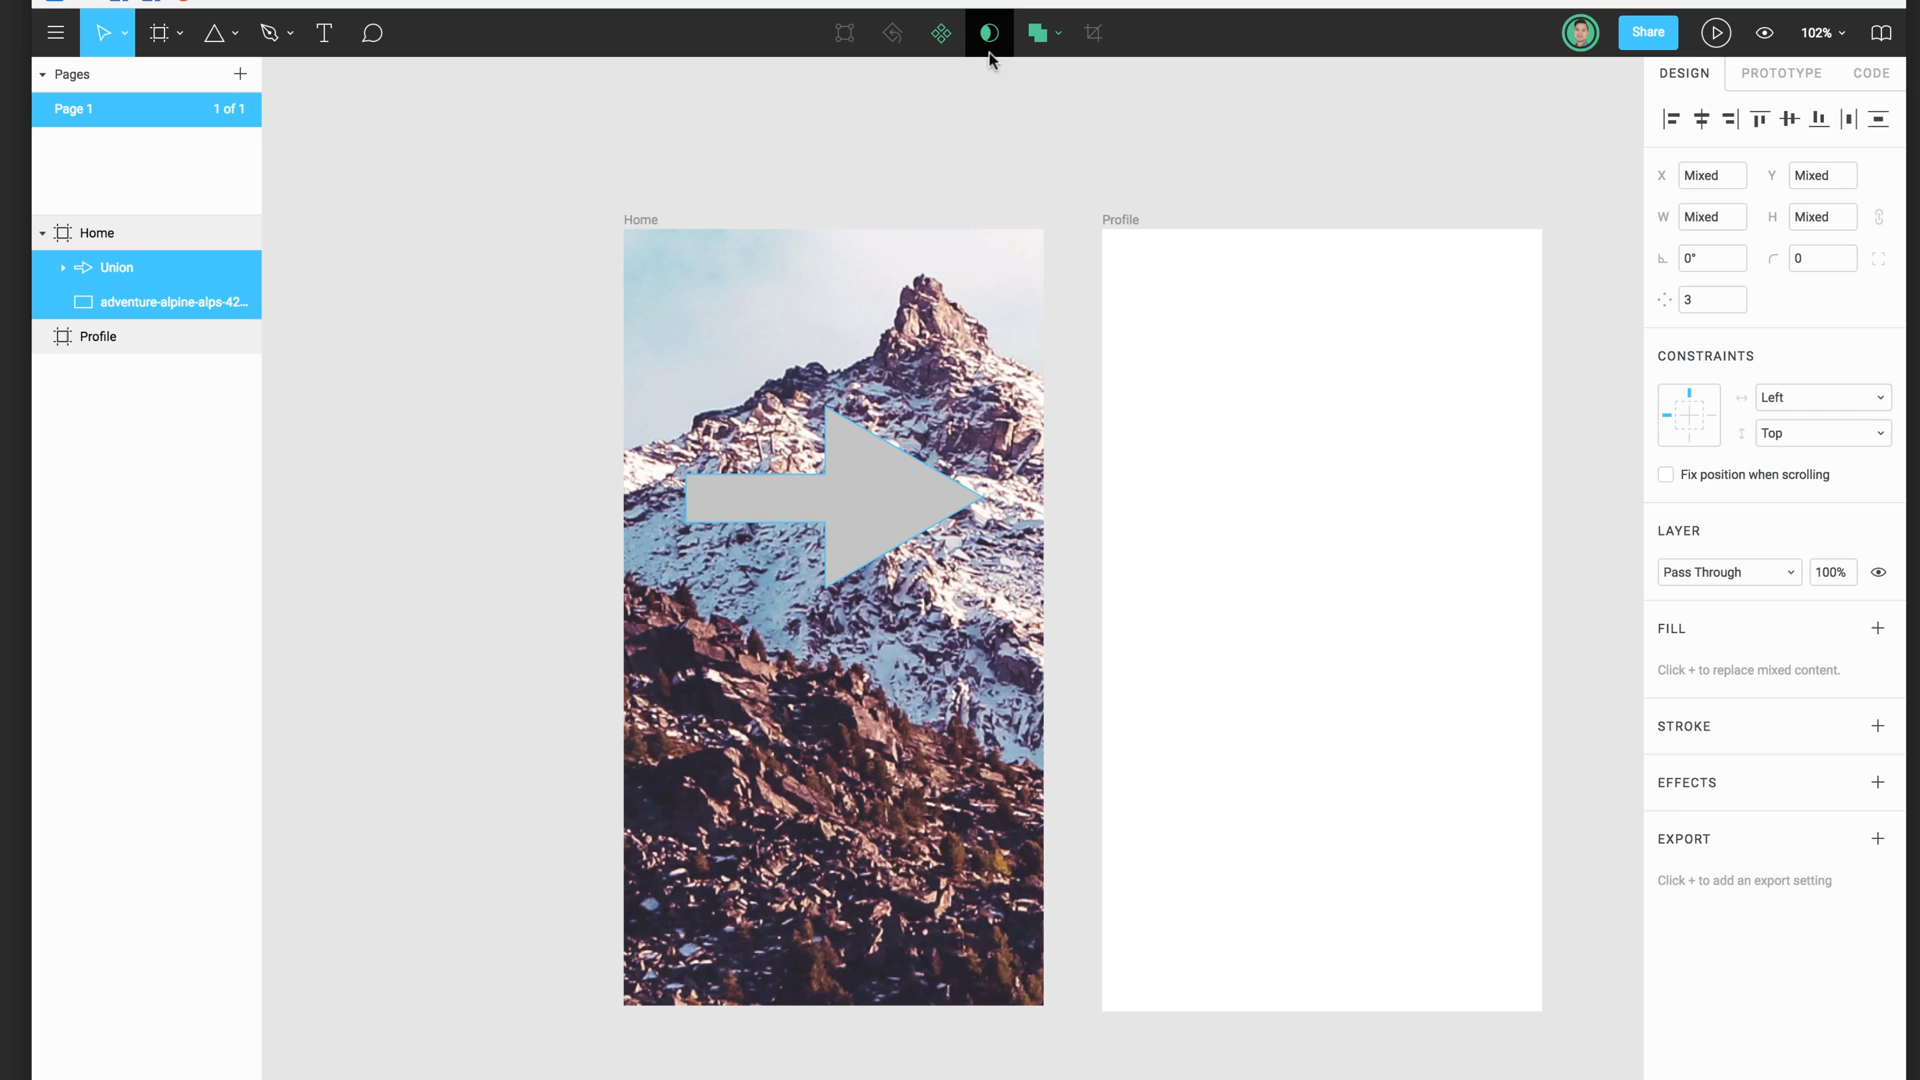 Share
102%
Pages
Page 1
1 of 1
Home
Union
adventure-alpine-alps-42...
Profile
Home
Profile
DESIGN
PROTOTYPE
CODE
X
Mixed
Y
Mixed
W
Mixed
H
Mixed
0°
0
3
CONSTRAINTS
Left
Top
Fix position when scrolling
LAYER
Pass Through
100%
FILL
Click + to replace mixed content.
STROKE
EFFECTS
EXPORT
Click + to add an export setting